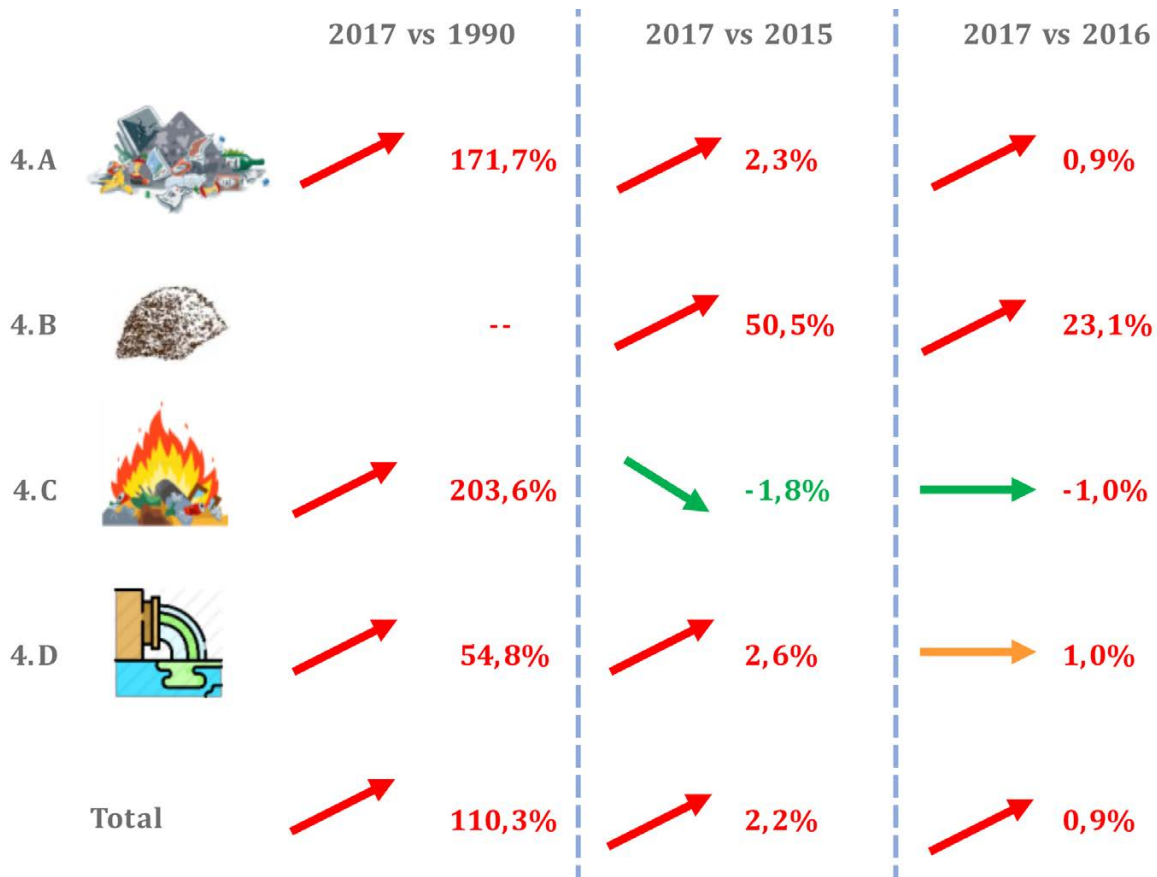 2017 vs 1990 2017 vs 2015 2017 vs 2016
4.A 171,7% 2,3% 0,9%
4.B -- 50,5% 23,1%
4.C 203,6% -1,8% -1,0%
4.D 54,8% 2,6% 1,0%
Total 110,3% 2,2% 0,9%